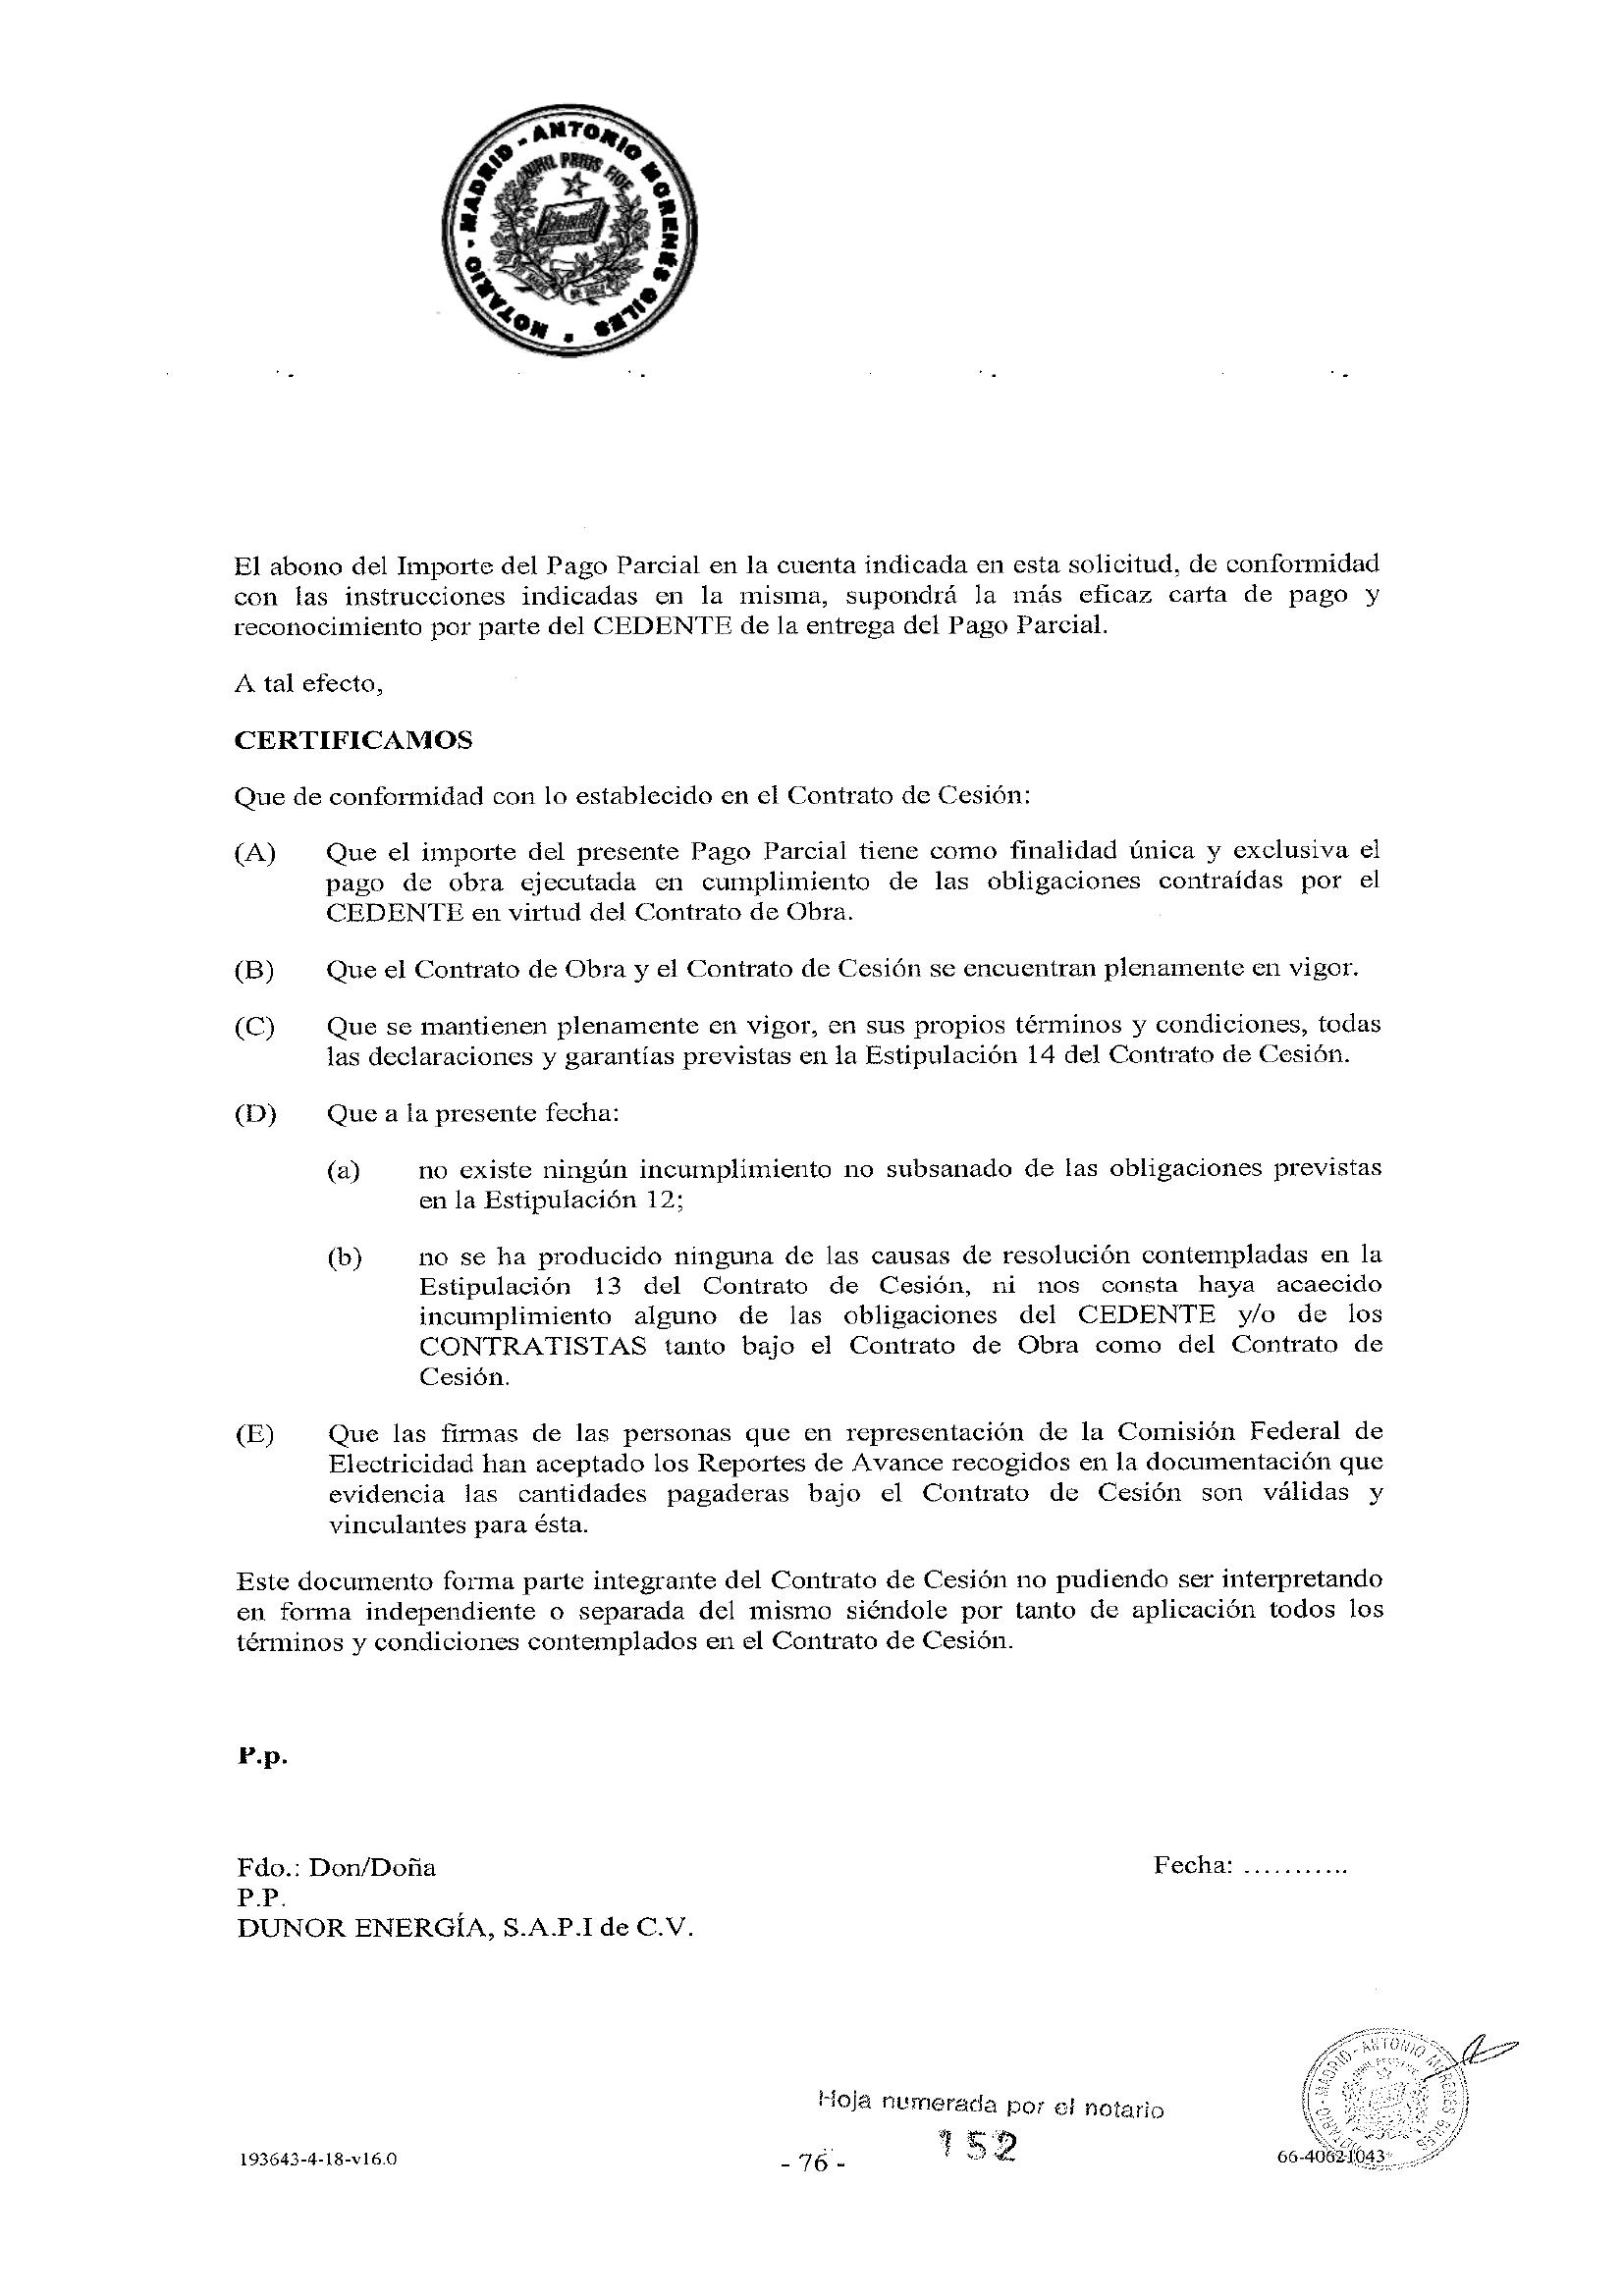 NOTARIO - MADRID - ANTONIO MORENÉS GILES -
NIHIL PRIUS FIDE
El abono del Importe del Pago Parcial en la cuenta indicada en esta solicitud, de conformidad
con las instrucciones indicadas en la misma, supondrá la más eficaz carta de pago y
reconocimiento por parte del CEDENTE de la entrega del Pago Parcial.
A tal efecto,
CERTIFICAMOS
Que de conformidad con lo establecido en el Contrato de Cesión:
(A) Que el importe del presente Pago Parcial tiene como finalidad única y exclusiva el
pago de obra ejecutada en cumplimiento de las obligaciones contraídas por el
CEDENTE en virtud del Contrato de Obra.
(B) Que el Contrato de Obra y el Contrato de Cesión se encuentran plenamente en vigor.
(C) Que se mantienen plenamente en vigor, en sus propios términos y condiciones, todas
las declaraciones y garantías previstas en la Estipulación 14 del Contrato de Cesión.
(D) Que a la presente fecha:
(a) no existe ningún incumplimiento no subsanado de las obligaciones previstas
en la Estipulación 12;
(b) no se ha producido ninguna de las causas de resolución contempladas en la
Estipulación 13 del Contrato de Cesión, ni nos consta haya acaecido
incumplimiento alguno de las obligaciones del CEDENTE y/o de los
CONTRATISTAS tanto bajo el Contrato de Obra como del Contrato de
Cesión.
(E) Que las firmas de las personas que en representación de la Comisión Federal de
Electricidad han aceptado los Reportes de Avance recogidos en la documentación que
evidencia las cantidades pagaderas bajo el Contrato de Cesión son válidas y
vinculantes para ésta.
Este documento forma parte integrante del Contrato de Cesión no pudiendo ser interpretando
en forma independiente o separada del mismo siéndole por tanto de aplicación todos los
términos y condiciones contemplados en el Contrato de Cesión.
P.p.
Fdo.: Don/Doña Fecha: ...........
P.P.
DUNOR ENERGÍA, S.A.P.I de C.V.
NOTARIO - MADRID - ANTONIO MORENÉS GILES
Hoja numerada por el notario
152
193643-4-18-v16.0 - 76 - 66-40621043